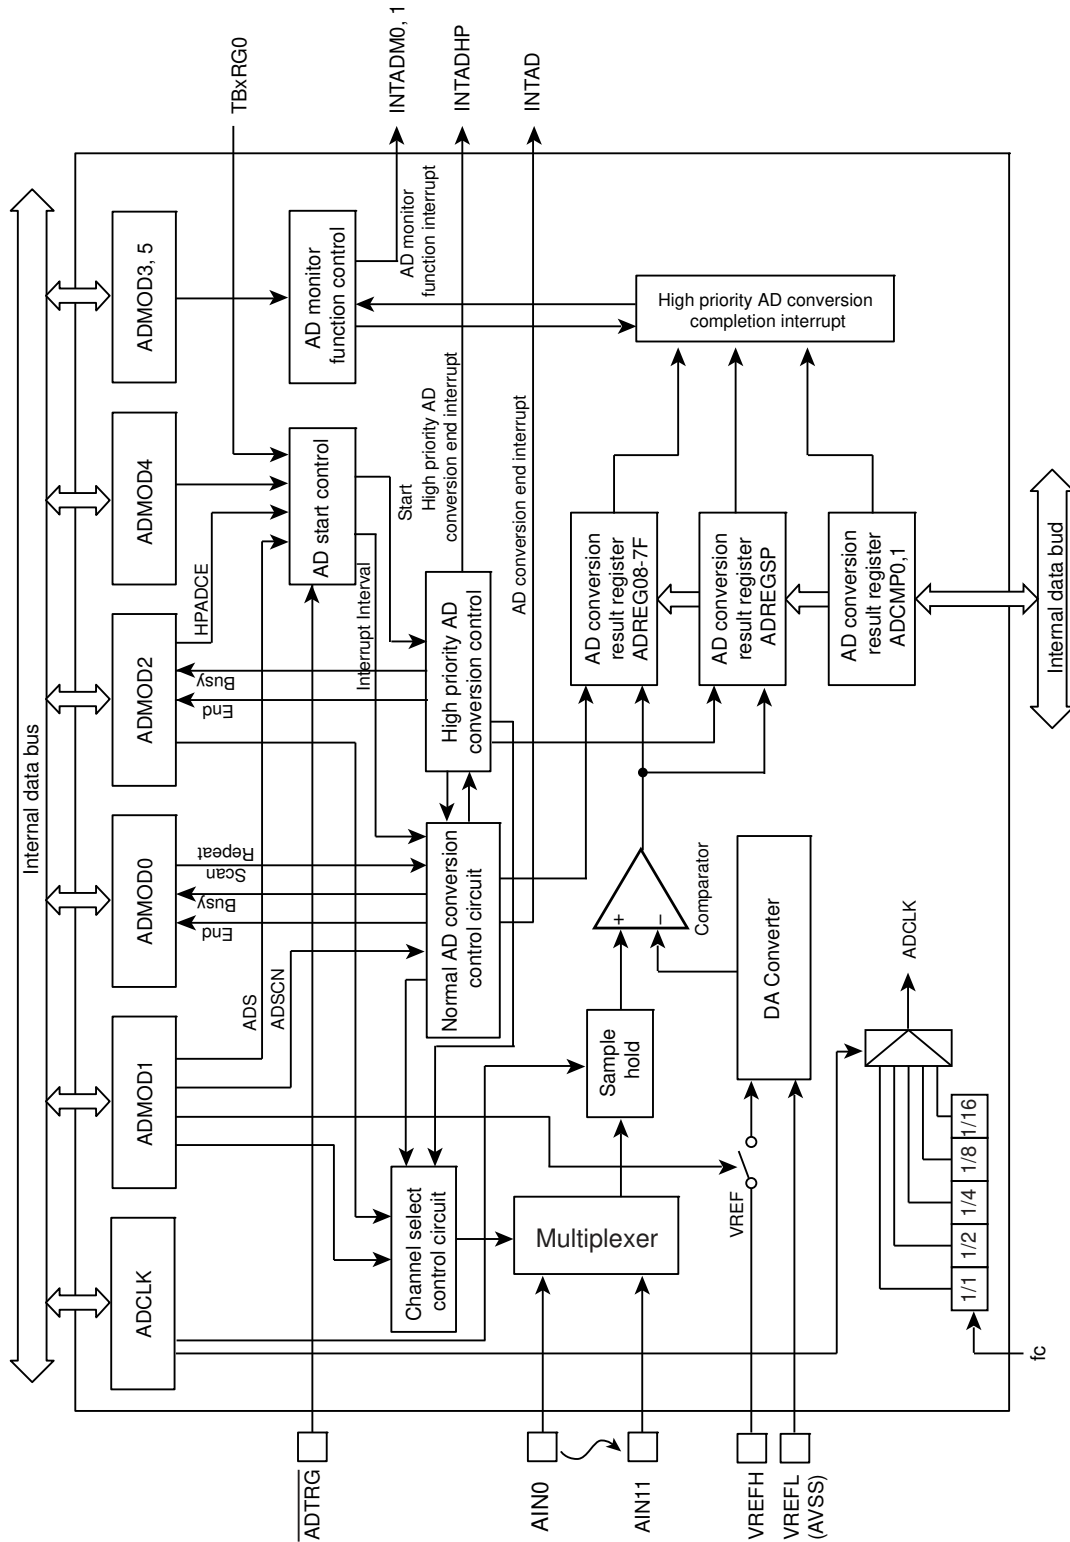 Internal data bus
ADCLK
ADMOD1
ADMOD0
ADMOD2
ADMOD4
ADMOD3, 5
TBxRG0
INTADM0, 1
INTADHP
INTAD
ADS
ADSCN
End
Busy
Scan
Repeat
End
Busy
HPADCE
ADTRG
AD start control
AD monitor
function control
AD monitor
function interrupt
Start
Interrupt Interval
High priority AD
conversion end interrupt
AD conversion end interrupt
Channel select
control circuit
Normal AD conversion
control circuit
High priority AD
conversion control
High priority AD conversion
completion interrupt
AIN0
AIN11
Multiplexer
Sample
hold
+
−
Comparator
AD conversion
result register
ADREG08-7F
AD conversion
result register
ADREGSP
AD conversion
result register
ADCMP0,1
VREFH
VREFL
(AVSS)
VREF
DA Converter
ADCLK
fc
1/1
1/2
1/4
1/8
1/16
Internal data bud